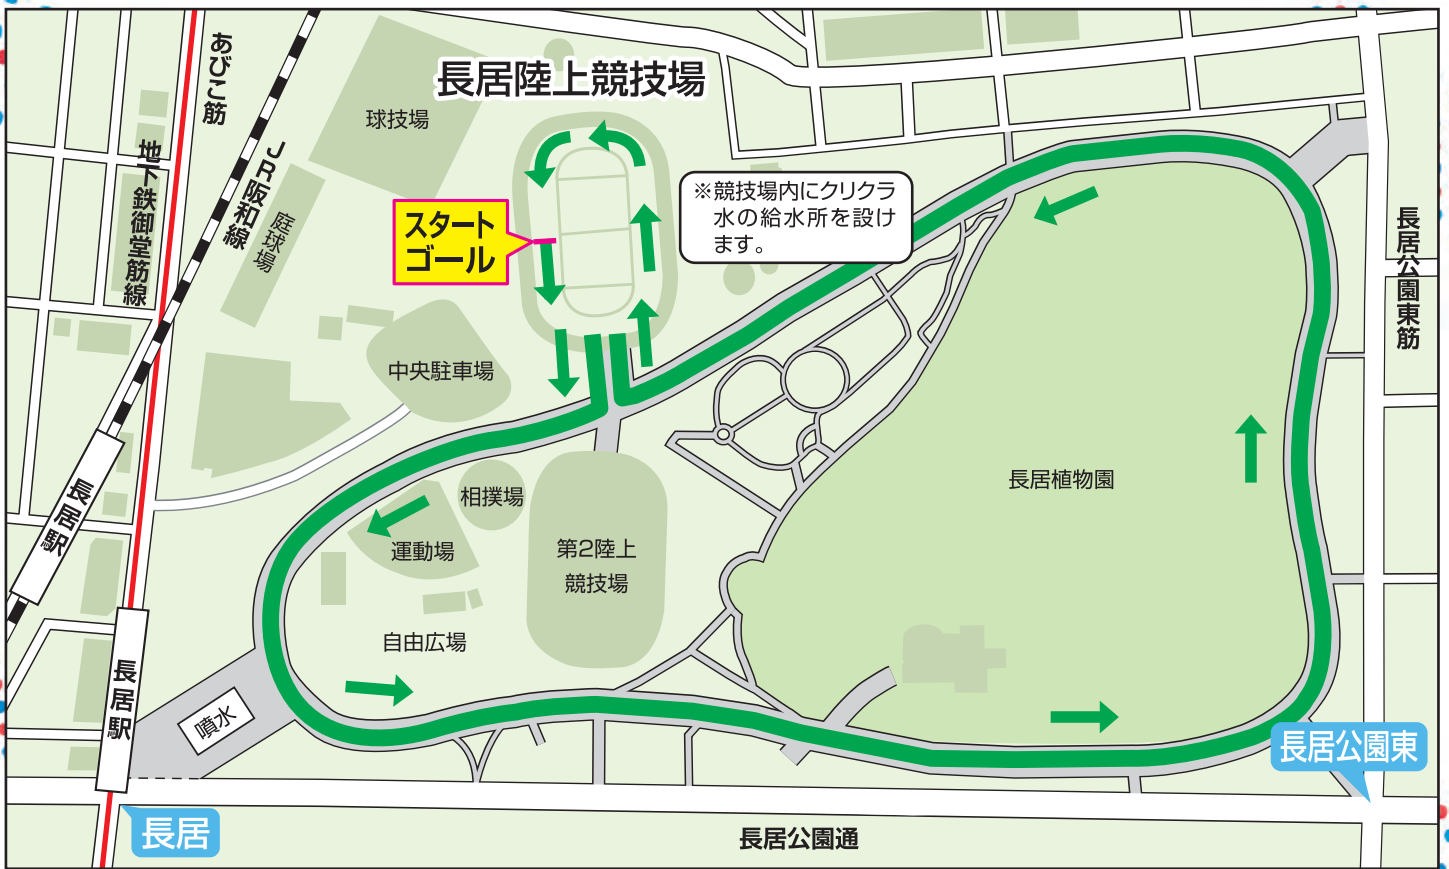 あびこ筋
長居陸上競技場
球技場
地下鉄御堂筋線
JR阪和線
庭球場
スタート
ゴール
※競技場内にクリクラ
水の給水所を設け
ます。
長居公園東筋
中央駐車場
長居植物園
相撲場
運動場
第2陸上
競技場
自由広場
長居駅
長居駅
噴水
長居公園東
長居
長居公園通